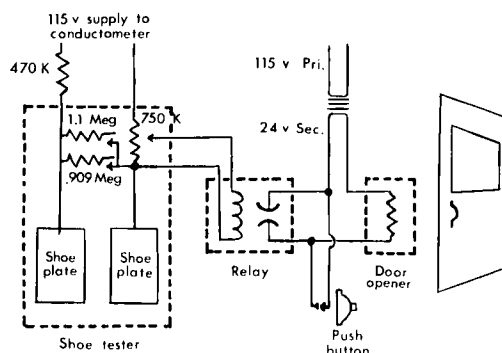 115 v supply to
conductometer
470 K
115 v Pri.
1.1 Meg
750 K
24 v Sec.
.909 Meg
Shoe
plate
Shoe
plate
Relay
Door
opener
Shoe tester
Push
button